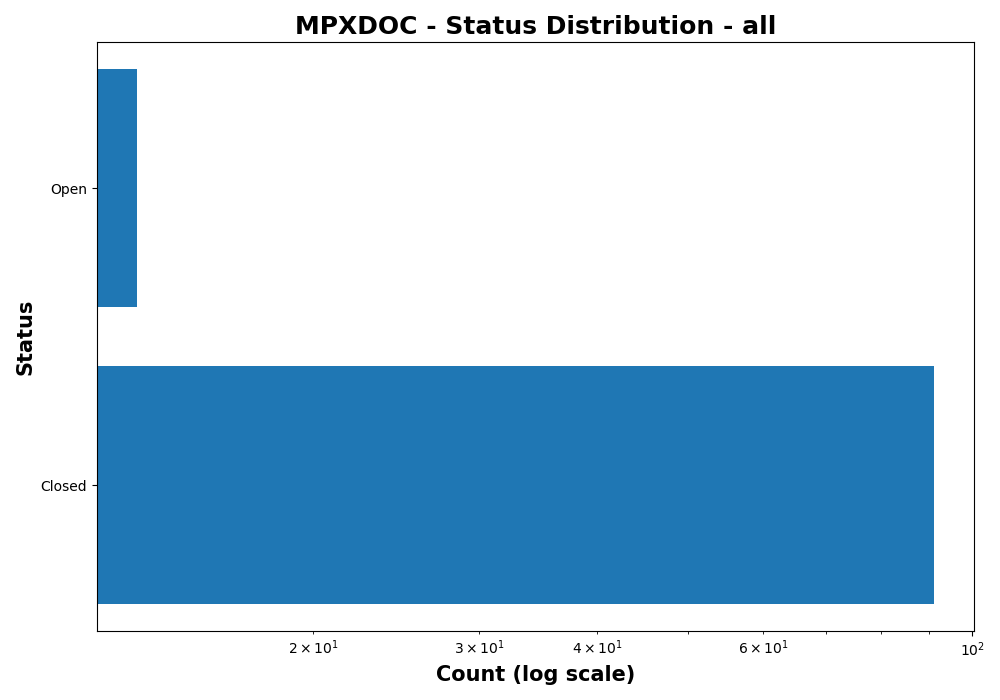 MPXDOC - Status Distribution - all
Open
Closed
Status
2 × 10¹
3 × 10¹
4 × 10¹
6 × 10¹
10²
Count (log scale)